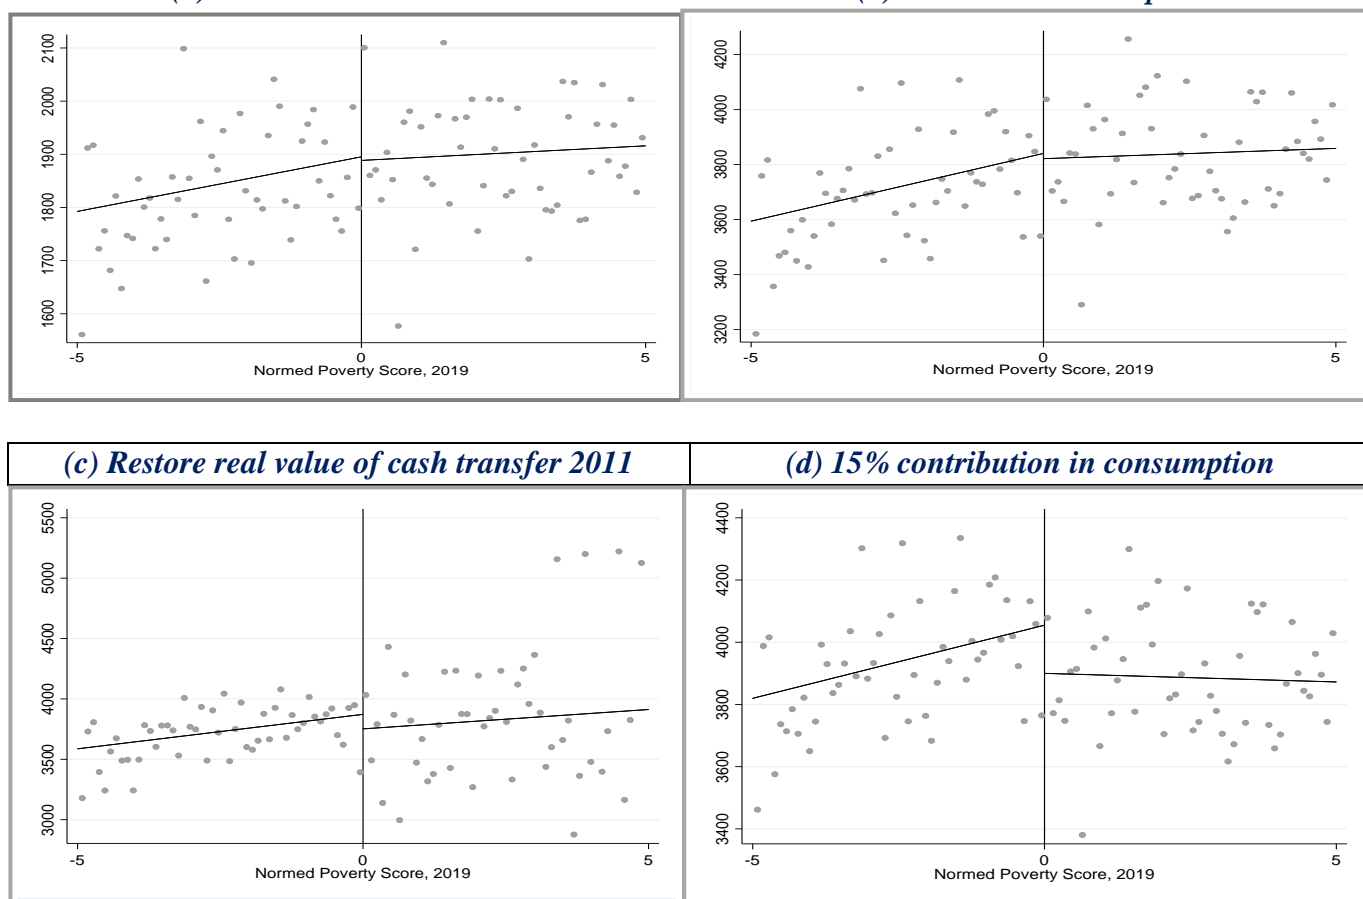 2100
2000
1900
1800
1700
1600
-5 0 5
Normed Poverty Score, 2019
4200
4000
3800
3600
3400
3200
-5 0 5
Normed Poverty Score, 2019
(c) Restore real value of cash transfer 2011
(d) 15% contribution in consumption
5500
5000
4500
4000
3500
3000
-5 0 5
Normed Poverty Score, 2019
4400
4200
4000
3800
3600
3400
-5 0 5
Normed Poverty Score, 2019